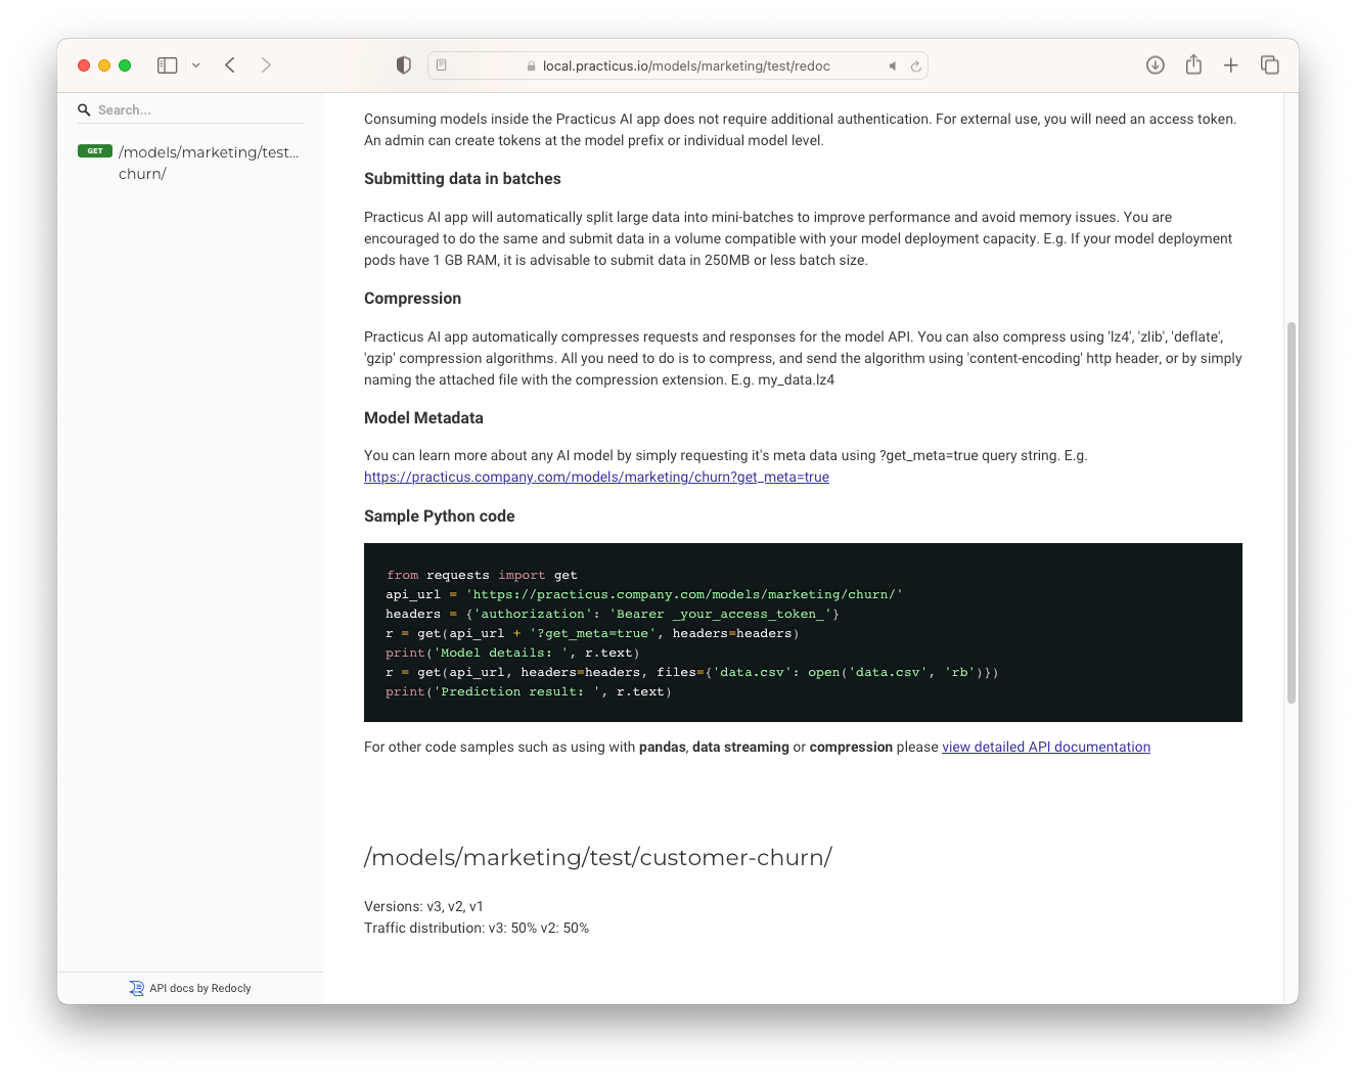 local.practicus.io/models/marketing/test/redoc
Search...
GET /models/marketing/test...
churn/
API docs by Redocly
Consuming models inside the Practicus AI app does not require additional authentication. For external use, you will need an access token.
An admin can create tokens at the model prefix or individual model level.
Submitting data in batches
Practicus AI app will automatically split large data into mini-batches to improve performance and avoid memory issues. You are
encouraged to do the same and submit data in a volume compatible with your model deployment capacity. E.g. If your model deployment
pods have 1 GB RAM, it is advisable to submit data in 250MB or less batch size.
Compression
Practicus AI app automatically compresses requests and responses for the model API. You can also compress using 'lz4', 'zlib', 'deflate',
'gzip' compression algorithms. All you need to do is to compress, and send the algorithm using 'content-encoding' http header, or by simply
naming the attached file with the compression extension. E.g. my_data.lz4
Model Metadata
You can learn more about any AI model by simply requesting it's meta data using ?get_meta=true query string. E.g.
https://practicus.company.com/models/marketing/churn?get_meta=true
Sample Python code
from requests import get
api_url = 'https://practicus.company.com/models/marketing/churn/'
headers = {'authorization': 'Bearer _your_access_token_'}
r = get(api_url + '?get_meta=true', headers=headers)
print('Model details: ', r.text)
r = get(api_url, headers=headers, files={'data.csv': open('data.csv', 'rb')})
print('Prediction result: ', r.text)
For other code samples such as using with pandas, data streaming or compression please view detailed API documentation
/models/marketing/test/customer-churn/
Versions: v3, v2, v1
Traffic distribution: v3: 50% v2: 50%